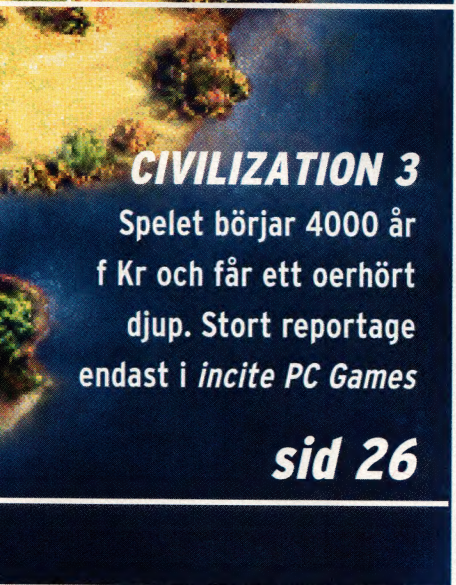 CIVILIZATION 3
Spelet börjar 4000 år
f Kr och får ett oerhört
djup. Stort reportage
endast i incite PC Games
sid 26